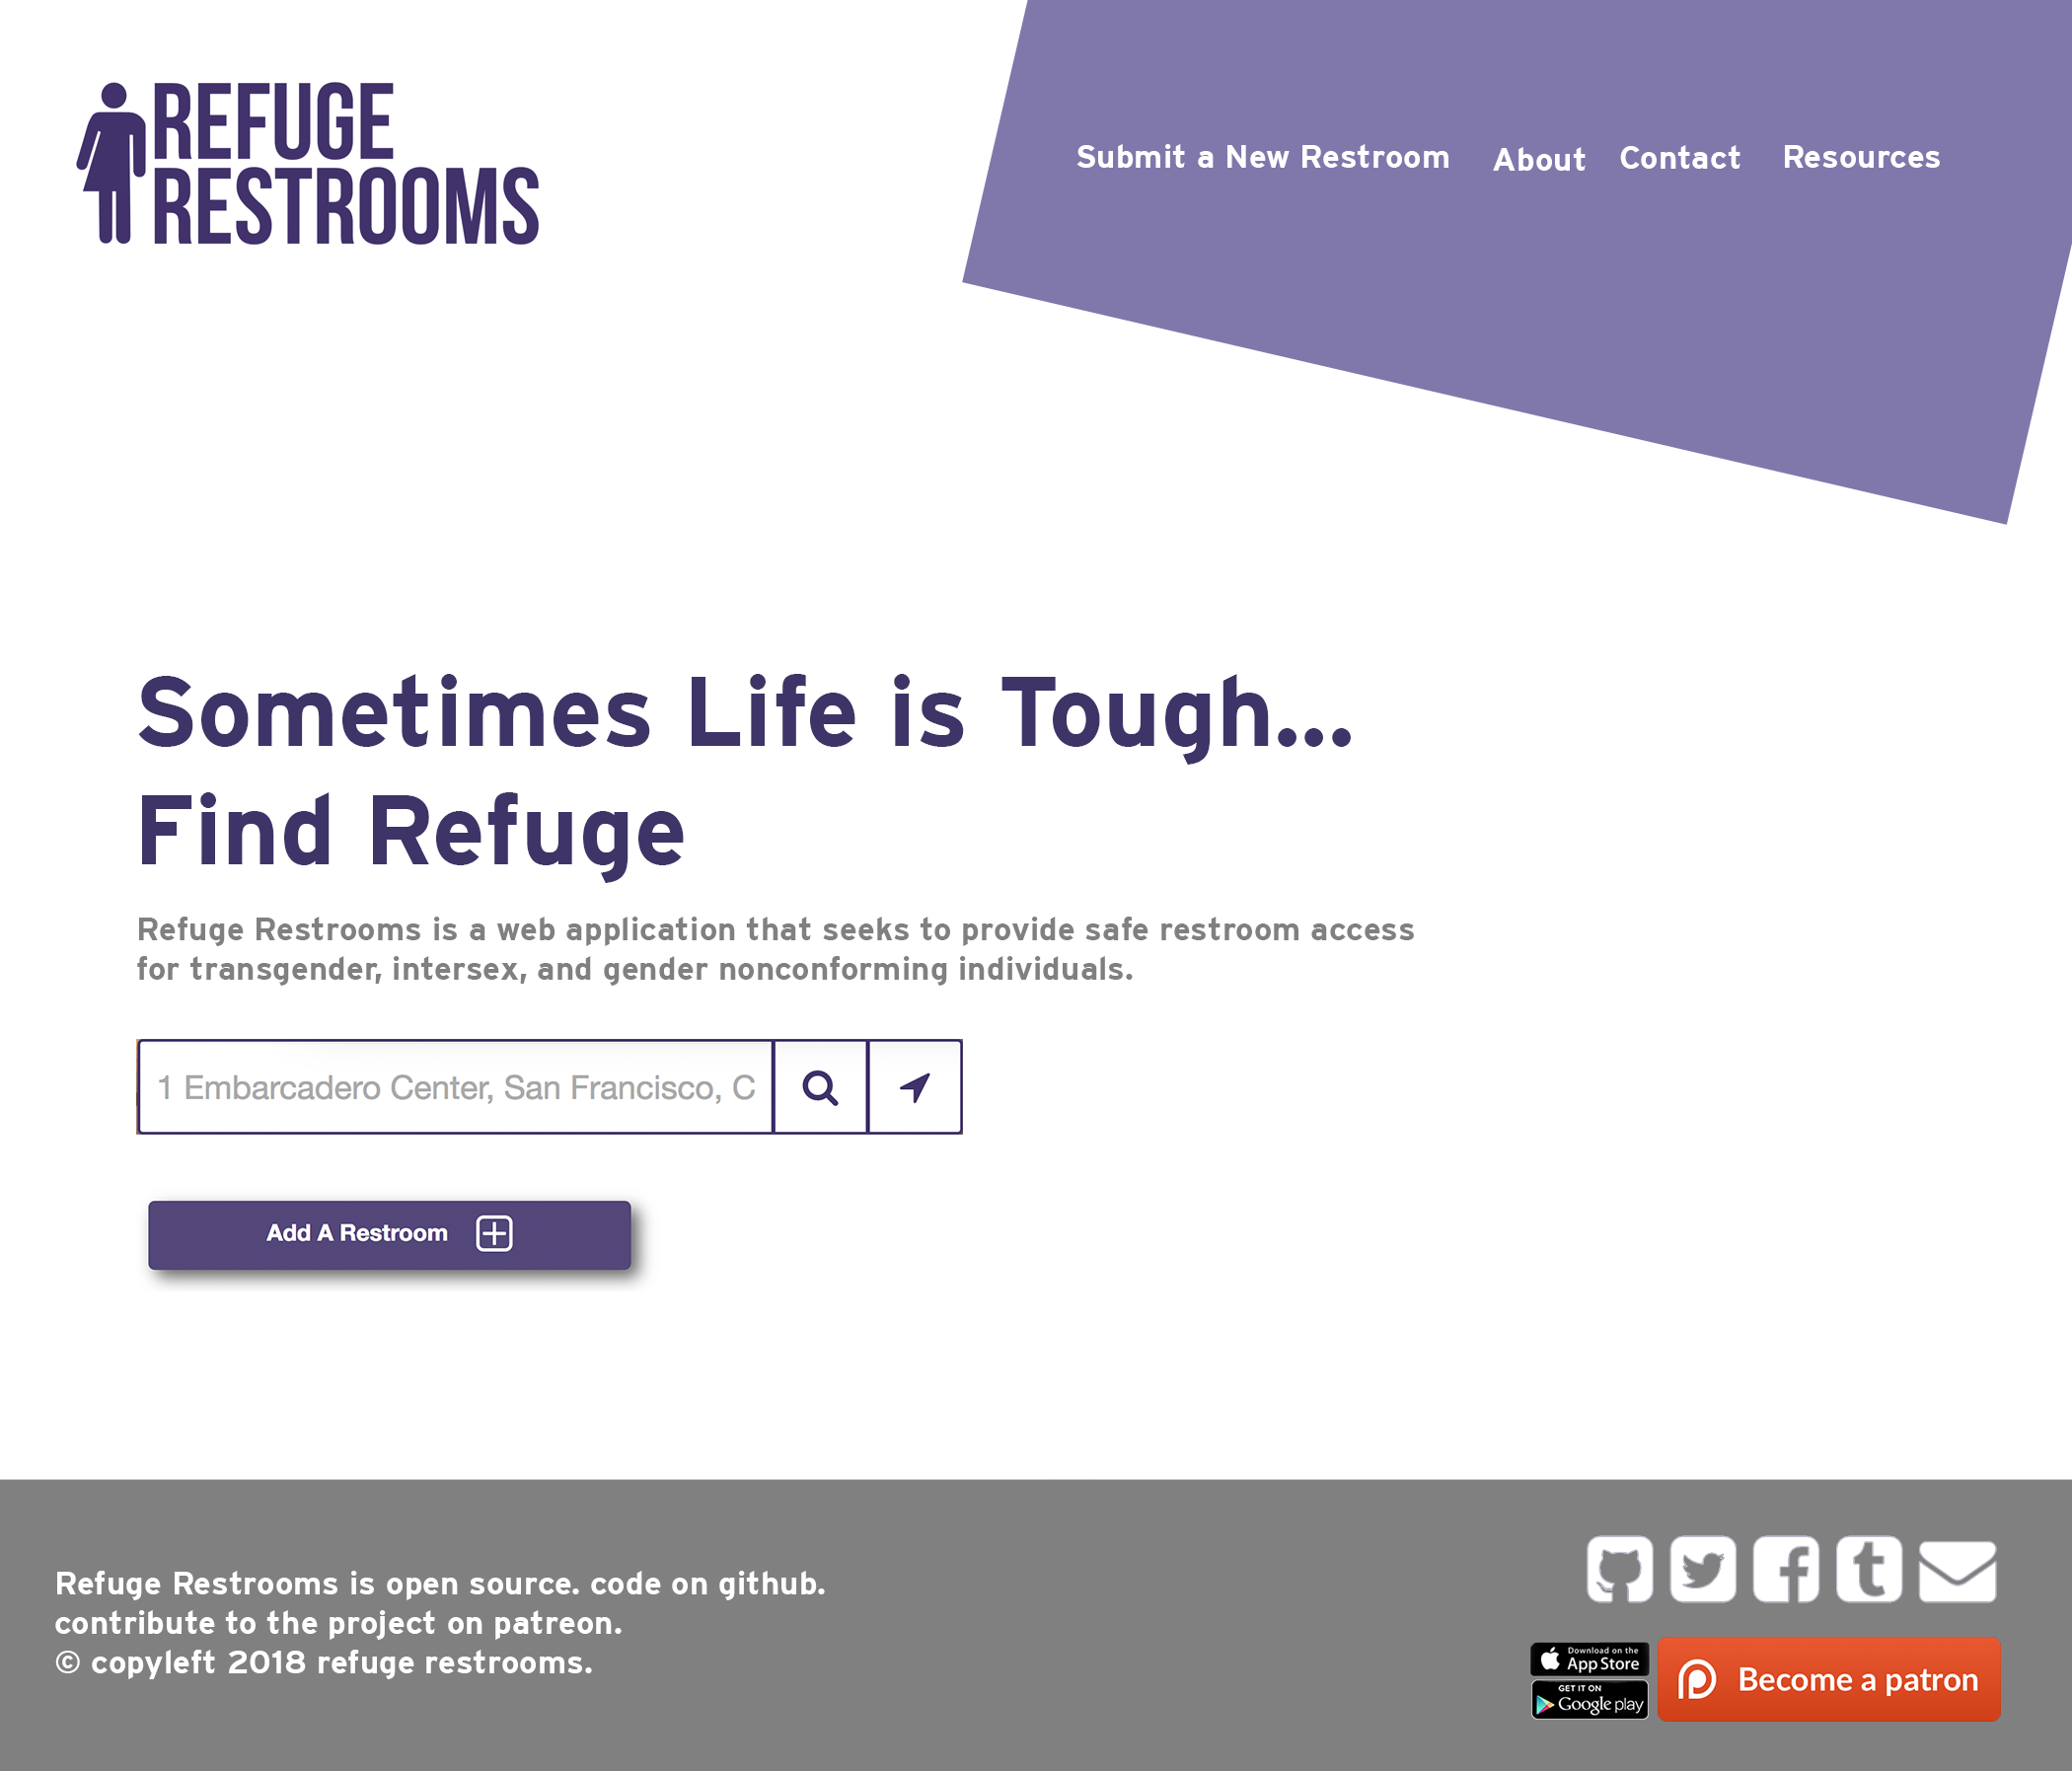 REFUGE
RESTROOMS
Submit a New Restroom About Contact Resources
Sometimes Life is Tough...
Find Refuge
Refuge Restrooms is a web application that seeks to provide safe restroom access
for transgender, intersex, and gender nonconforming individuals.
1 Embarcadero Center, San Francisco, C
Add A Restroom
Refuge Restrooms is open source. code on github.
contribute to the project on patreon.
© copyleft 2018 refuge restrooms.
Download on the
App Store
GET IT ON
Google play
Become a patron